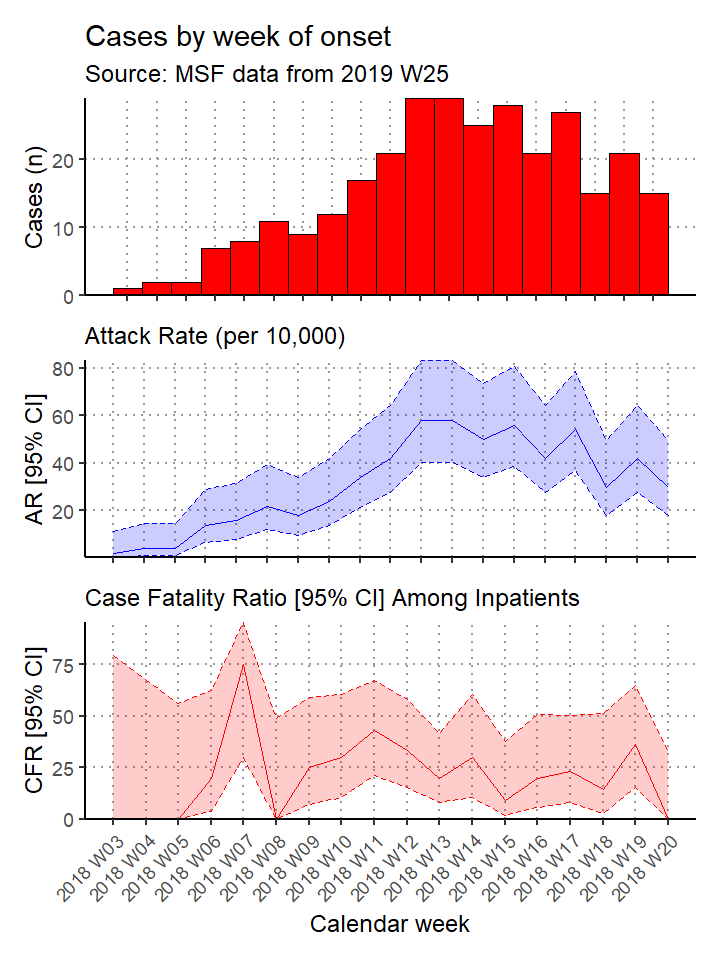 Cases by week of onset
Source: MSF data from 2019 W25
Cases (n)
20
10
0
Attack Rate (per 10,000)
AR [95% CI]
80
60
40
20
Case Fatality Ratio [95% CI] Among Inpatients
CFR [95% CI]
75
50
25
0
2018 W03
2018 W04
2018 W05
2018 W06
2018 W07
2018 W08
2018 W09
2018 W10
2018 W11
2018 W12
2018 W13
2018 W14
2018 W15
2018 W16
2018 W17
2018 W18
2018 W19
2018 W20
Calendar week